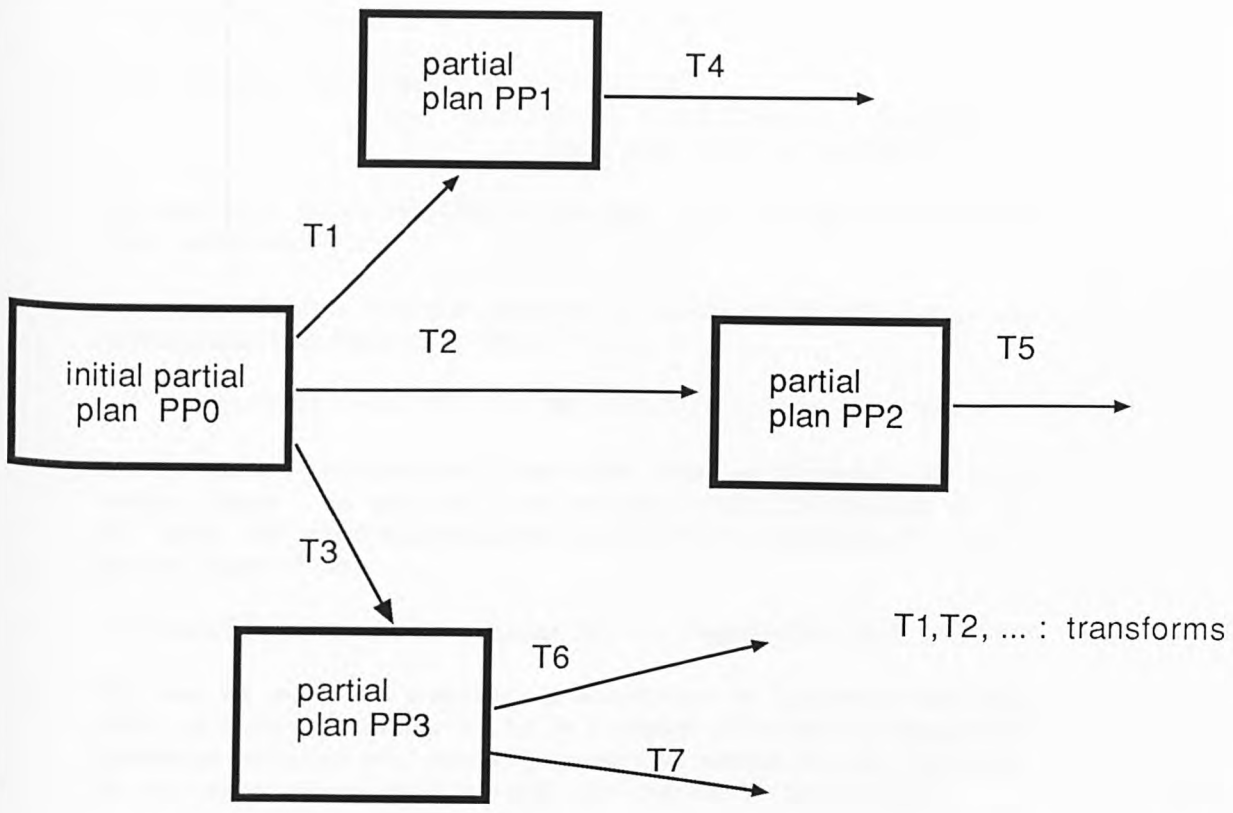 partial
plan PP1
T4
T1
initial partial
plan PP0
T2
partial
plan PP2
T5
T3
partial
plan PP3
T6
T7
T1,T2, ... : transforms